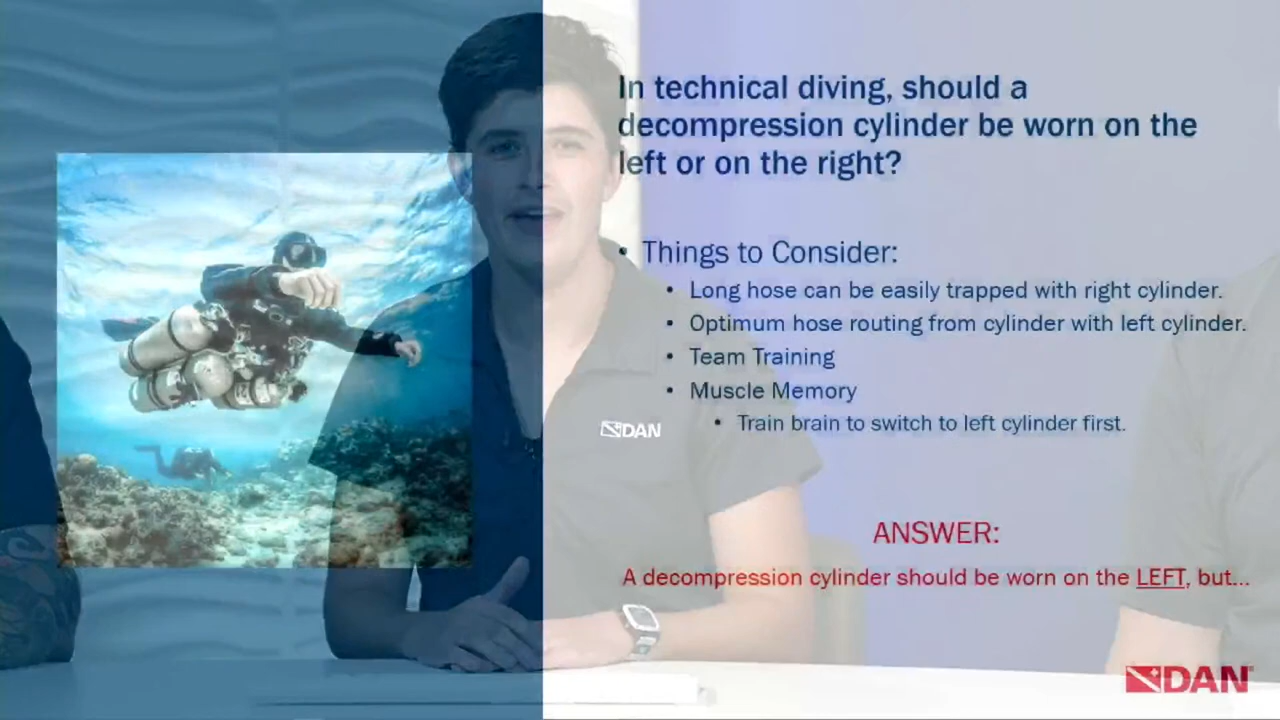 In technical diving, should a
decompression cylinder be worn on the
left or on the right?
• Things to Consider:
• Long hose can be easily trapped with right cylinder.
• Optimum hose routing from cylinder with left cylinder.
• Team Training
• Muscle Memory
• Train brain to switch to left cylinder first.
DAN
ANSWER:
A decompression cylinder should be worn on the LEFT, but...
DAN